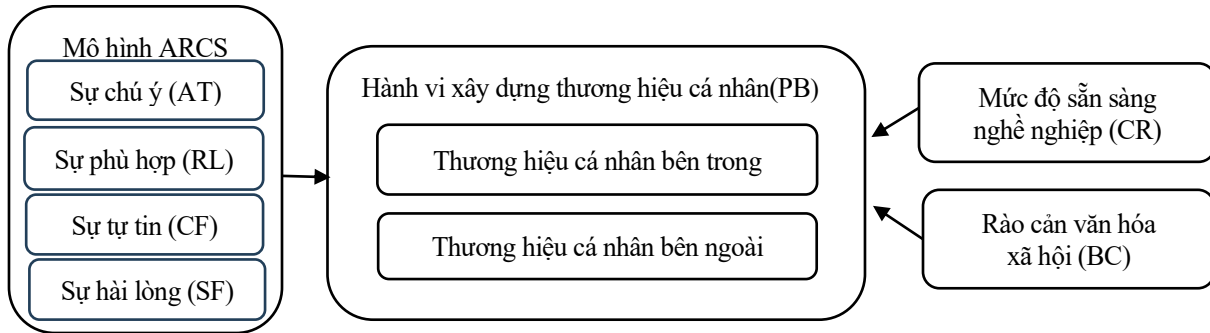 Mô hình ARCS
Sự chú ý (AT)
Sự phù hợp (RL)
Sự tự tin (CF)
Sự hài lòng (SF)
Hành vi xây dựng thương hiệu cá nhân(PB)
Thương hiệu cá nhân bên trong
Thương hiệu cá nhân bên ngoài
Mức độ sẵn sàng
nghề nghiệp (CR)
Rào cản văn hóa
xã hội (BC)